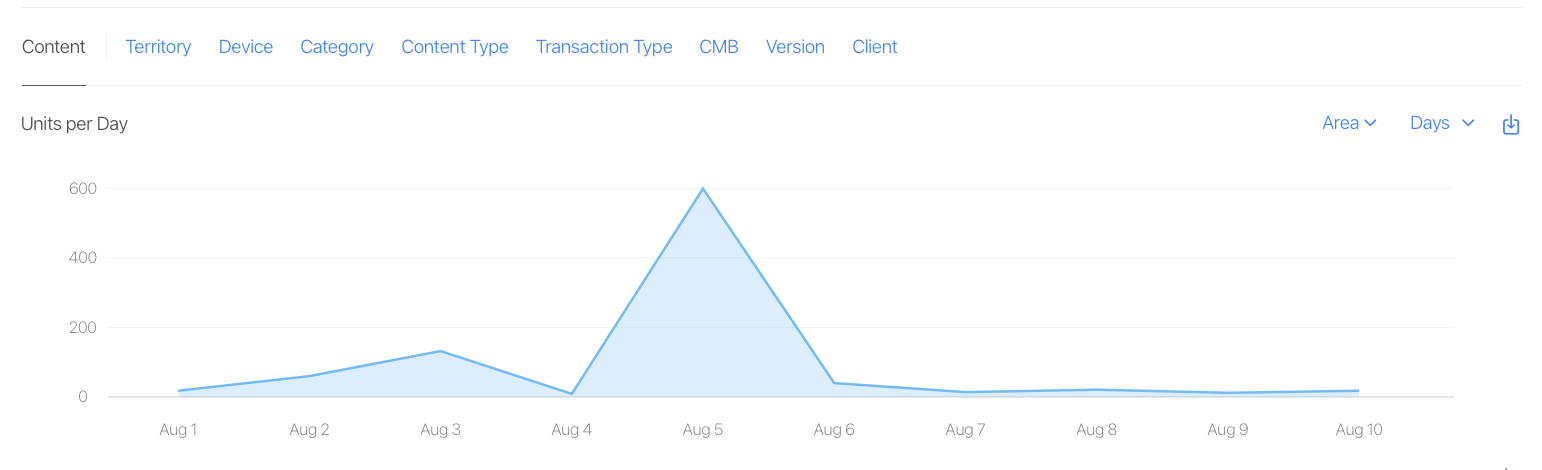 Content Territory Device Category Content Type Transaction Type CMB Version Client
Units per Day Area Days
600
400
200
0
Aug 1 Aug 2 Aug 3 Aug 4 Aug 5 Aug 6 Aug 7 Aug 8 Aug 9 Aug 10